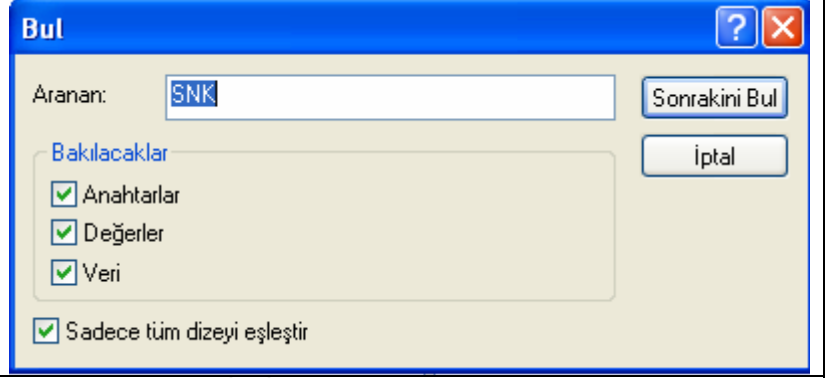 Bul
Aranan:
SNK
Sonrakini Bul
İptal
Bakılacaklar
Anahtarlar
Değerler
Veri
Sadece tüm dizeyi eşleştir